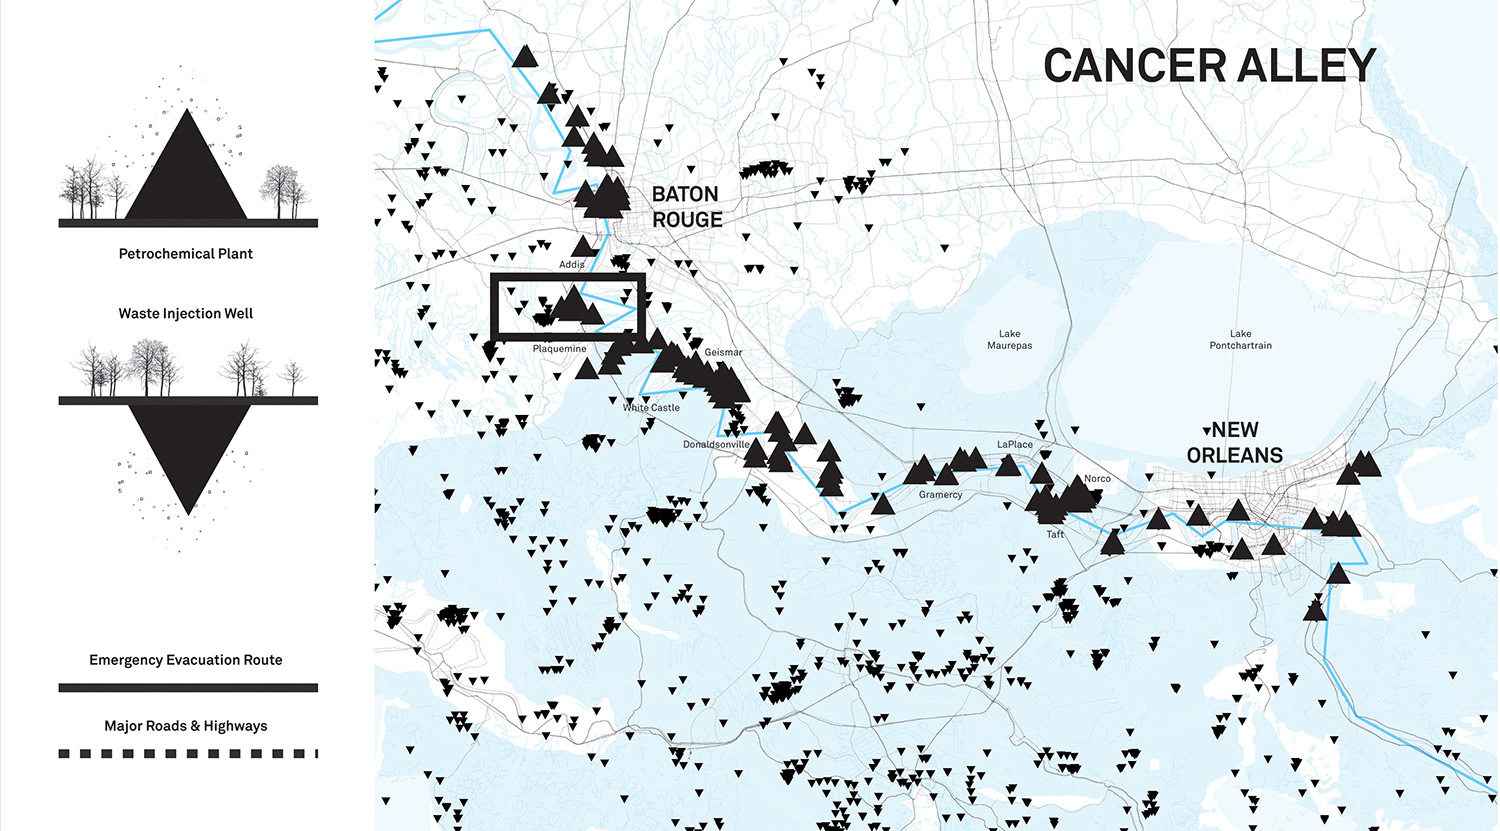 Petrochemical Plant
Waste Injection Well
Emergency Evacuation Route
Major Roads & Highways
CANCER ALLEY
BATON
ROUGE
Addis
Plaquemine
Geismar
White Castle
Donaldsonville
Lake
Maurepas
Lake
Pontchartrain
NEW
ORLEANS
LaPlace
Gramercy
Norco
Taft